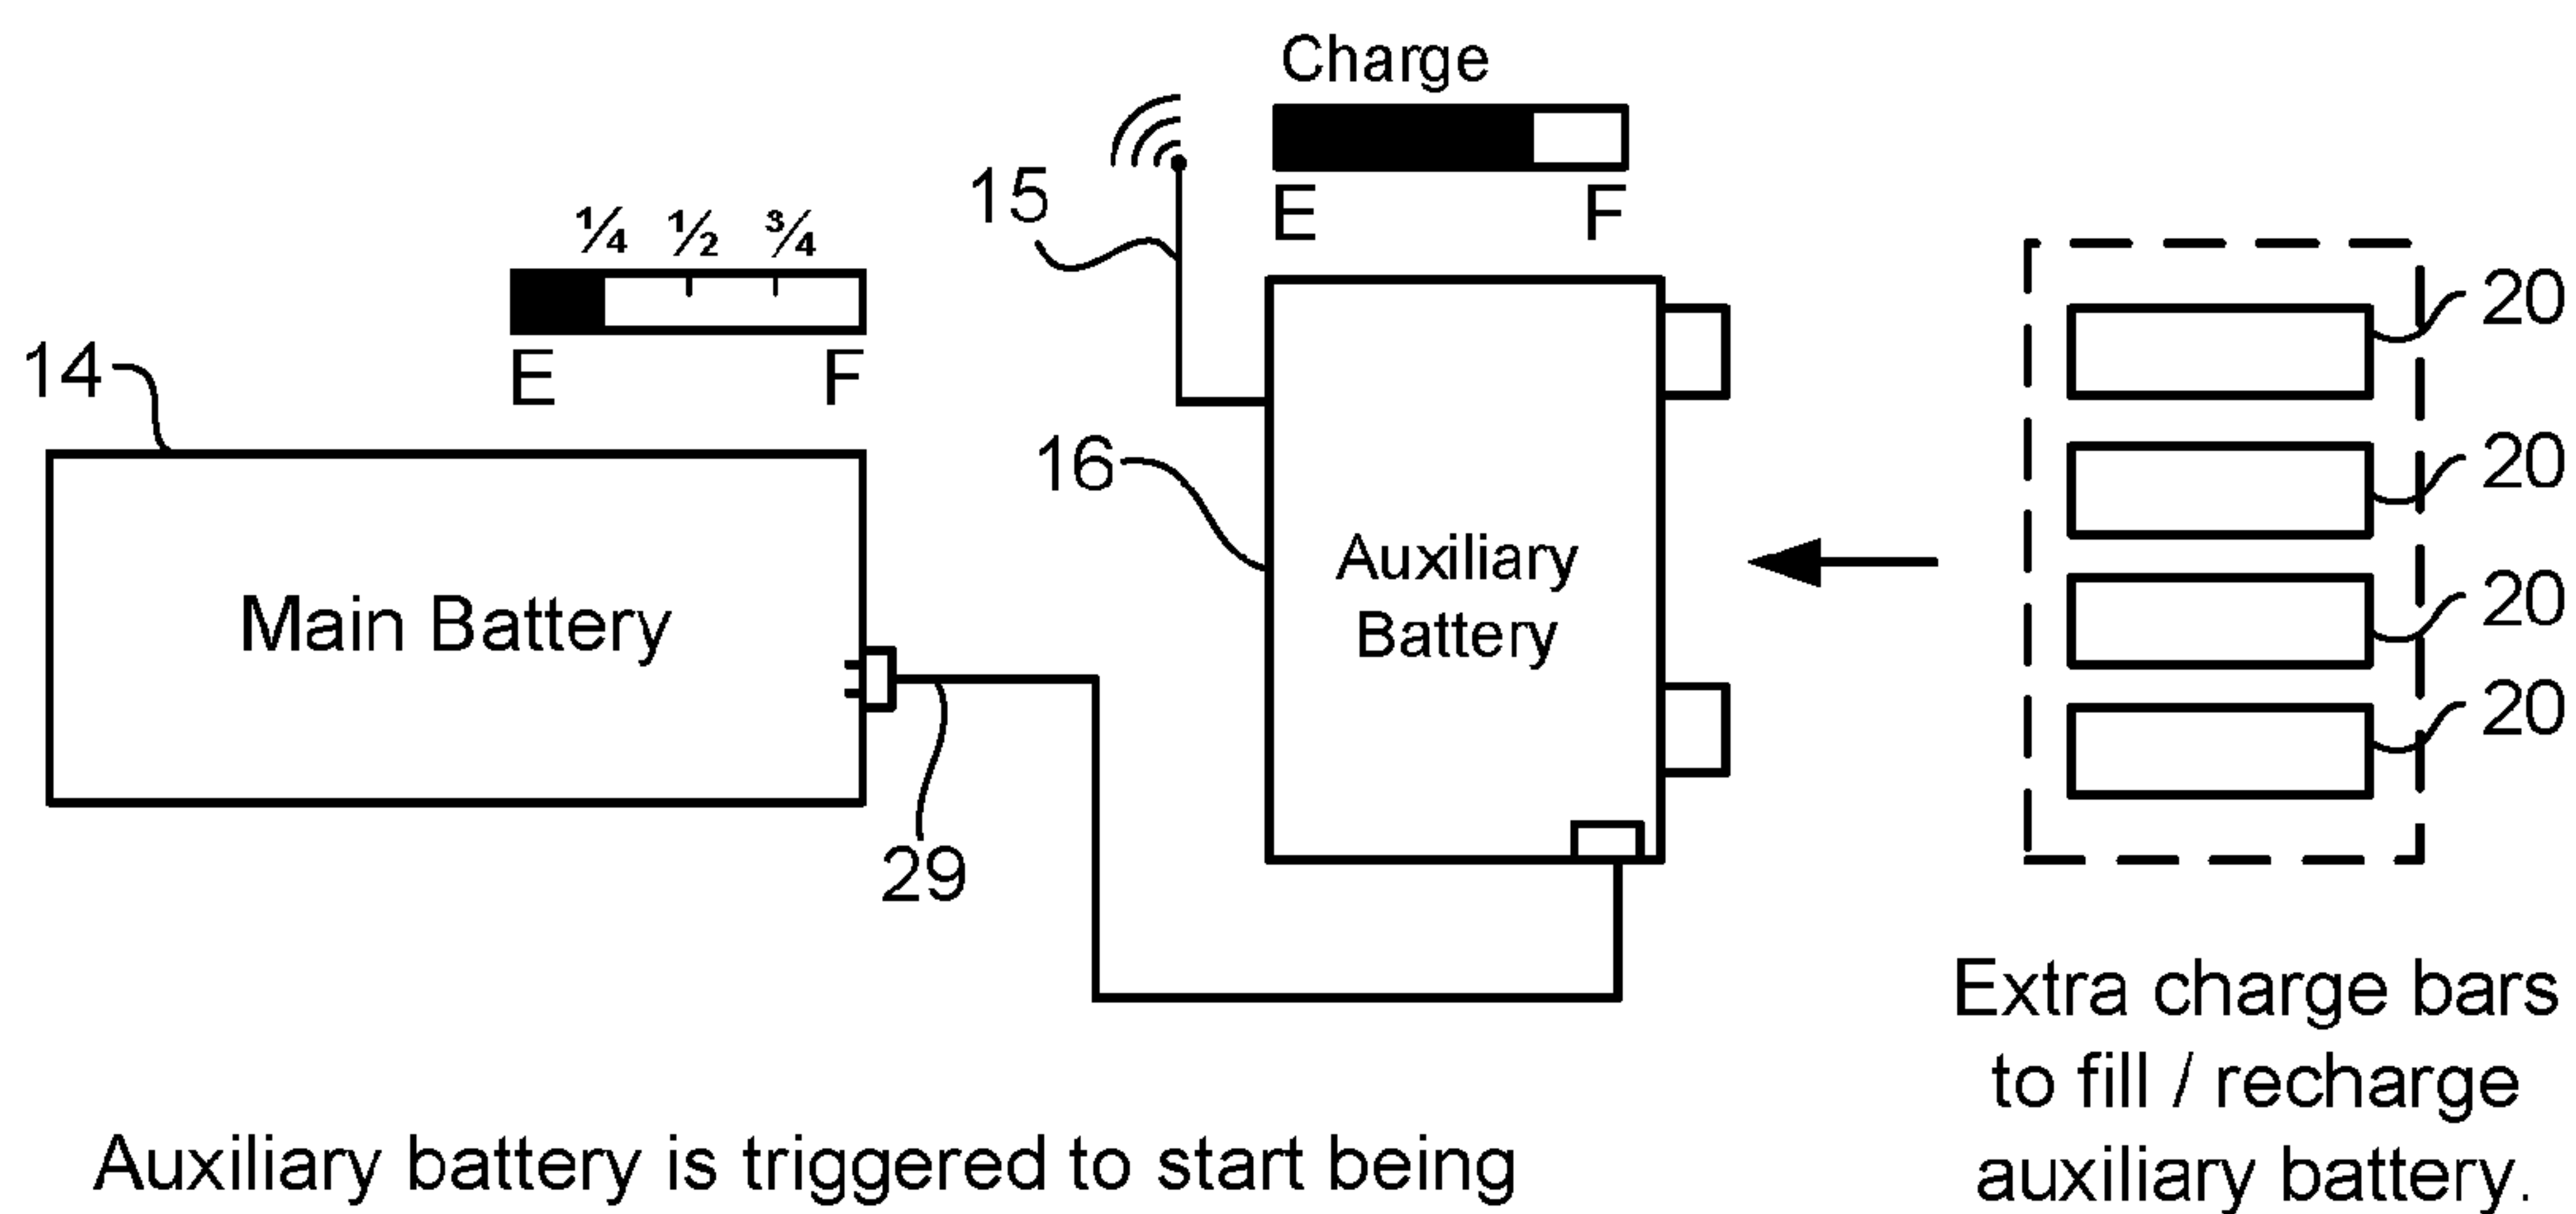 Charge
E F
15
¼ ½ ¾
E F
14
16
20
20
20
20
Main Battery
Auxiliary
Battery
29
Extra charge bars
to fill / recharge
auxiliary battery.
Auxiliary battery is triggered to start being